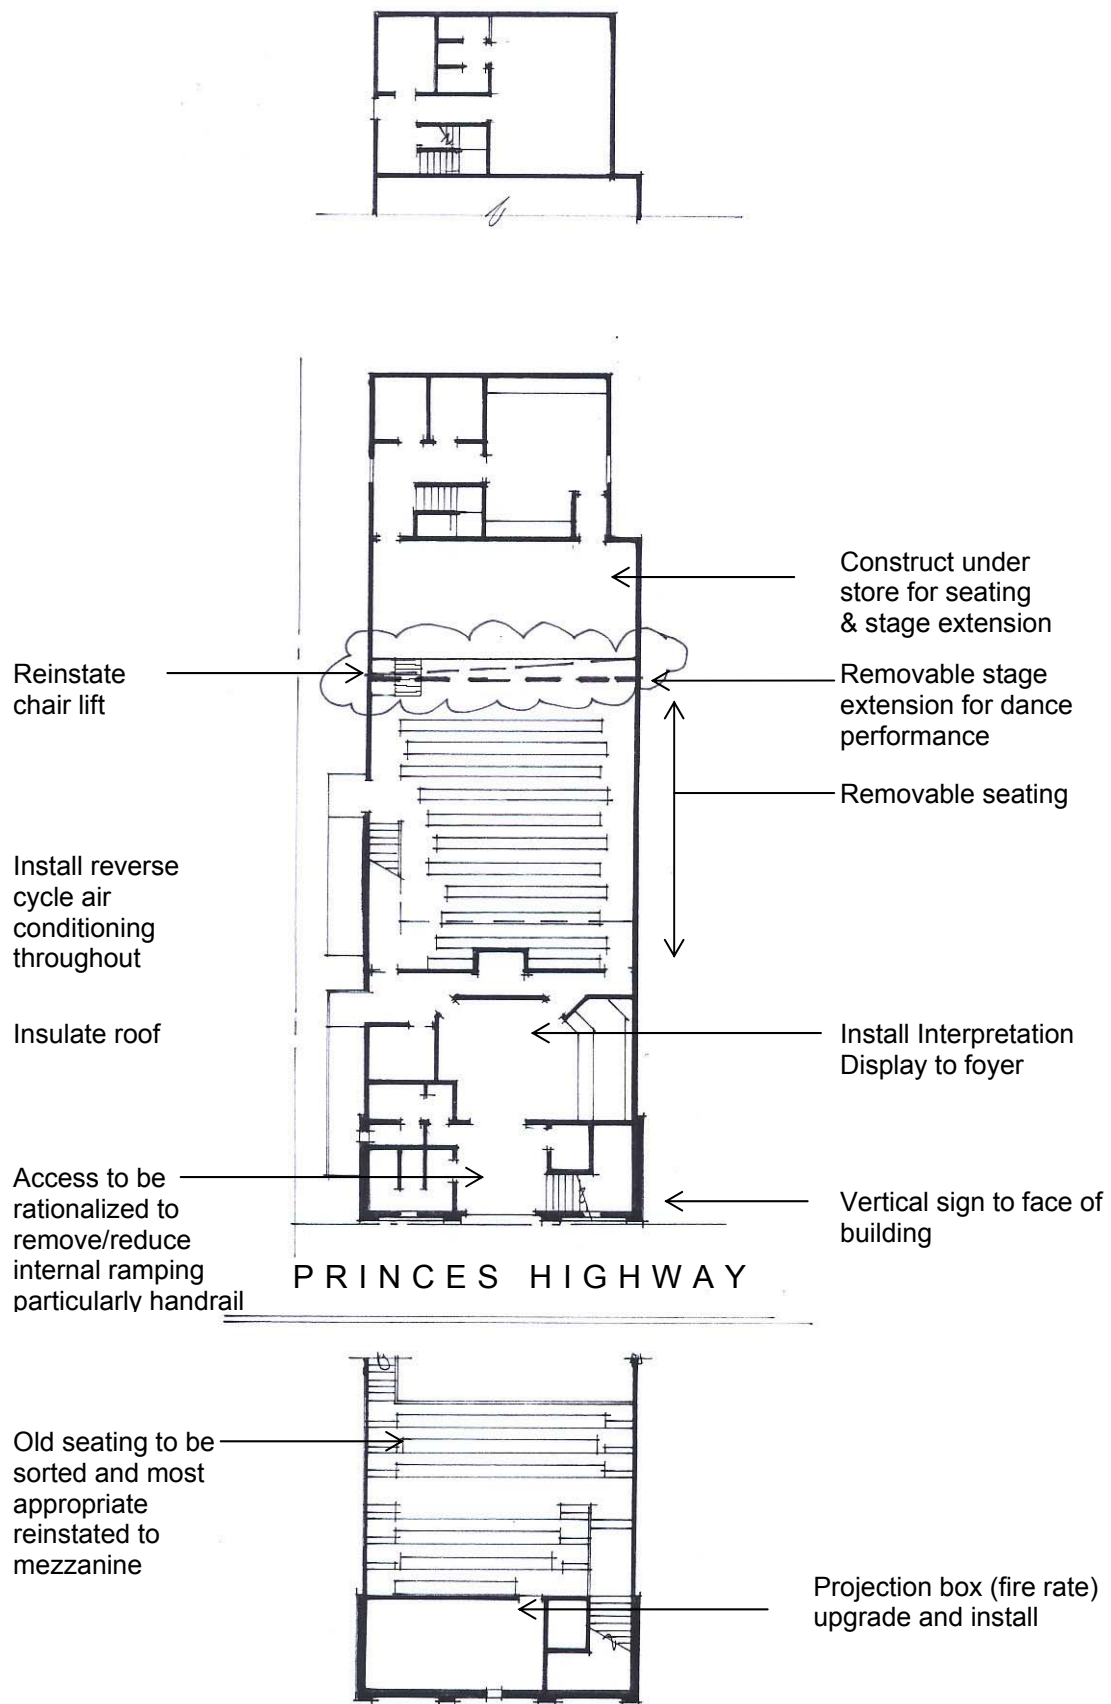 Construct under
store for seating
& stage extension
Reinstate
chair lift
Removable stage
extension for dance
performance
Removable seating
Install reverse
cycle air
conditioning
throughout
Insulate roof
Install Interpretation
Display to foyer
Access to be
rationalized to
remove/reduce
internal ramping
particularly handrail
Vertical sign to face of
building
PRINCES HIGHWAY
Old seating to be
sorted and most
appropriate
reinstated to
mezzanine
Projection box (fire rate)
upgrade and install